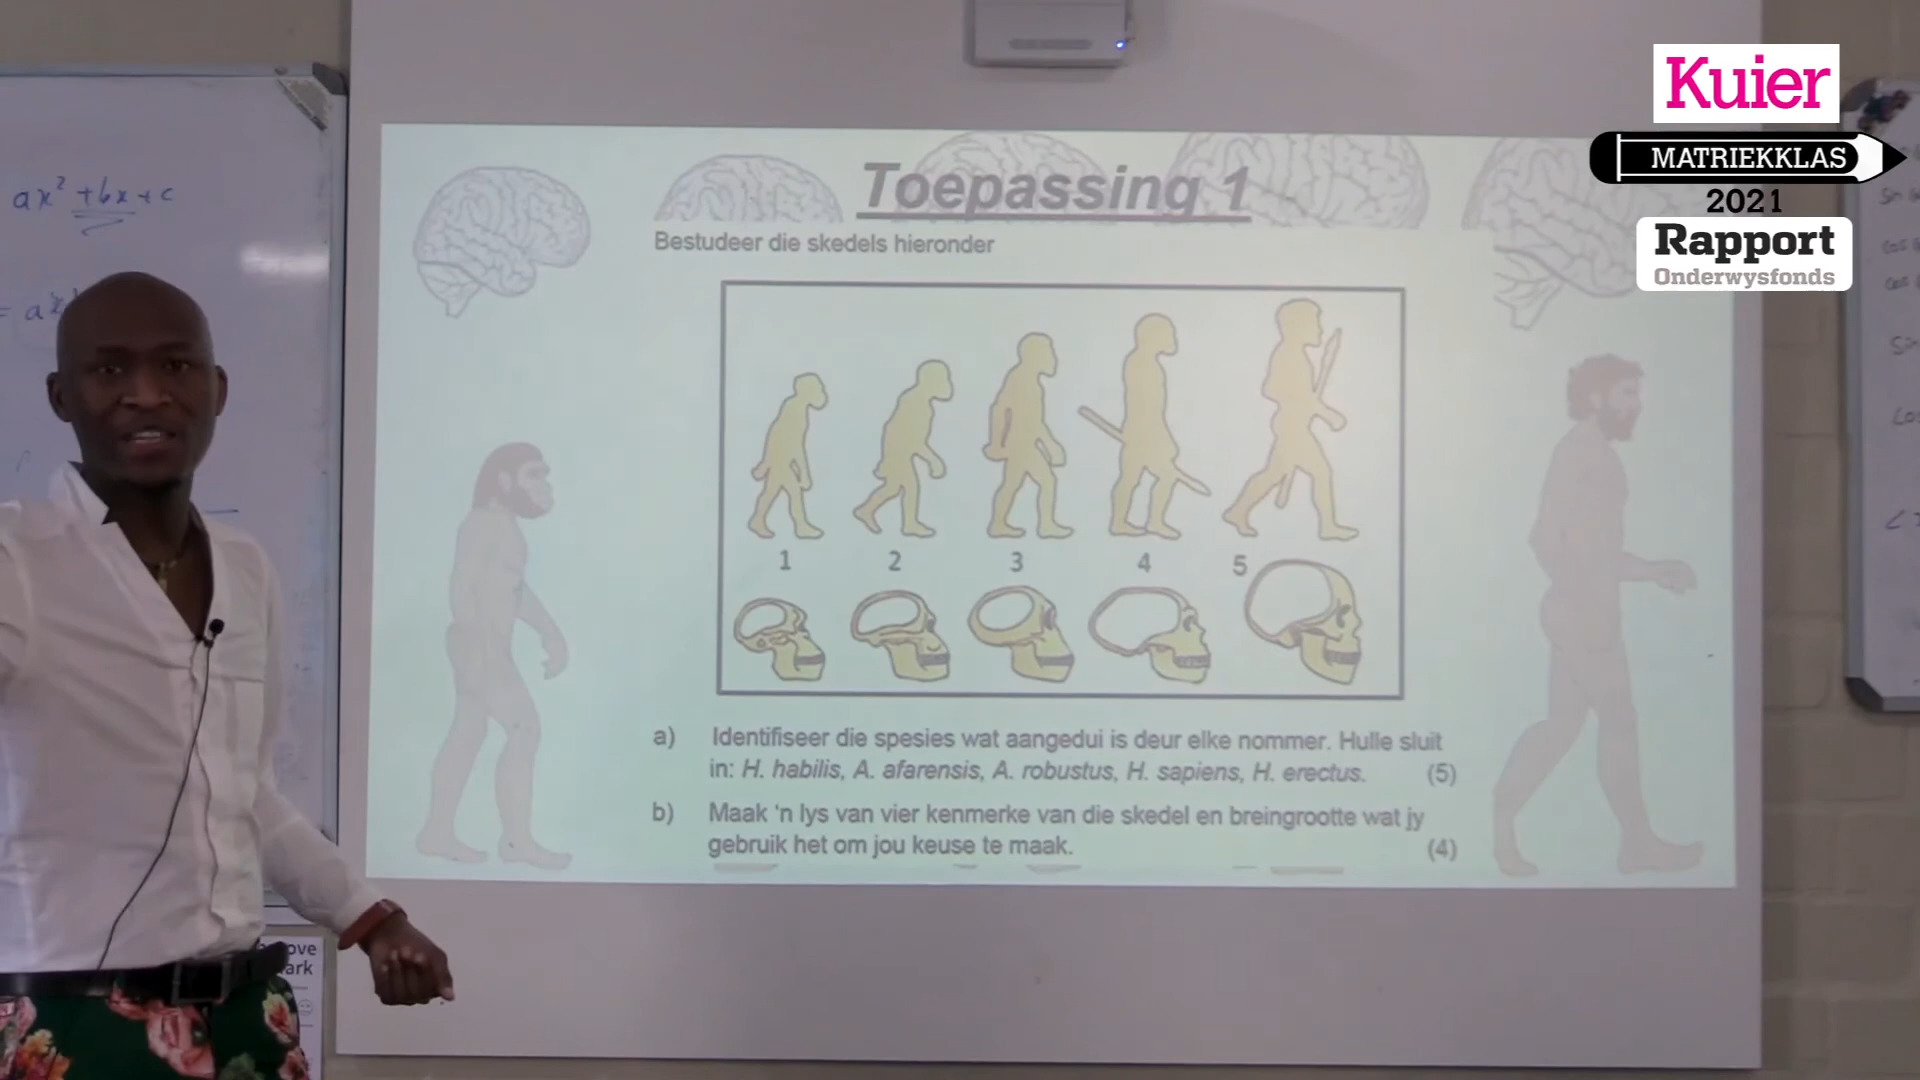 Kuier
MATRIEKKLAS
2021
Rapport
Onderwysfonds
ax² + bx + c
Toepassing 1
Bestudeer die skedels hieronder
1 2 3 4 5
a) Identifiseer die spesies wat aangedui is deur elke nommer. Hulle sluit
in: H. habilis, A. afarensis, A. robustus, H. sapiens, H. erectus. (5)
b) Maak 'n lys van vier kenmerke van die skedel en breingrootte wat jy
gebruik het om jou keuse te maak. (4)